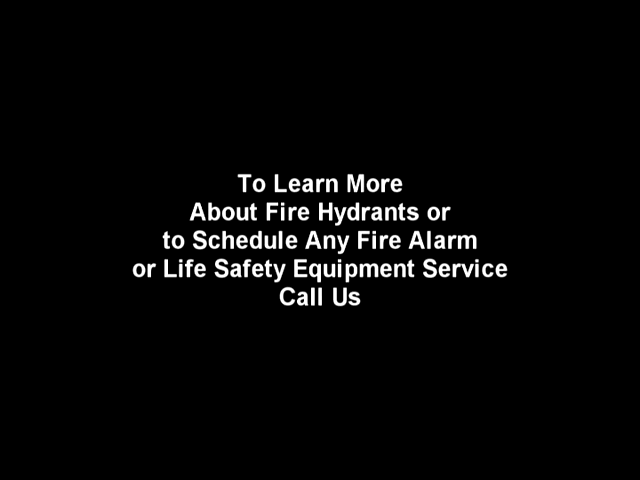 To Learn More
About Fire Hydrants or
to Schedule Any Fire Alarm
or Life Safety Equipment Service
Call Us